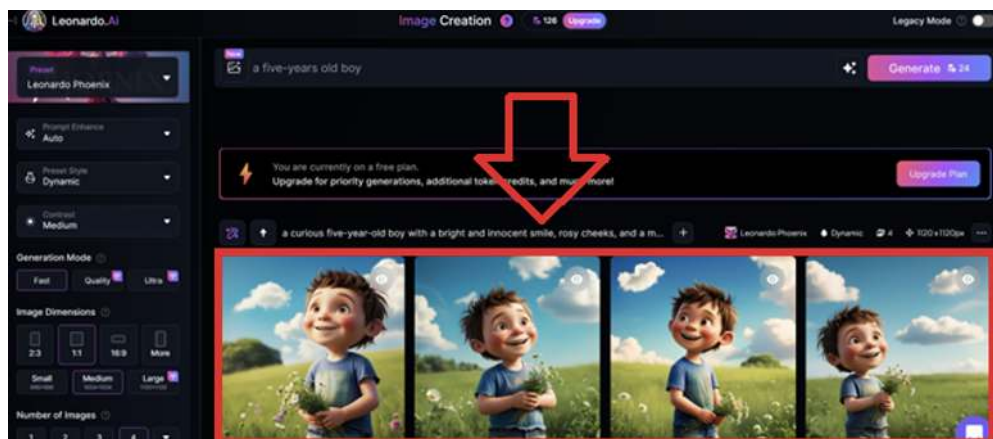 Leonardo.Ai
Image Creation
126 Upgrade
Legacy Mode
Preset
Leonardo Phoenix
New
a five-years old boy
Generate 24
Prompt Enhance
Auto
Preset Style
Dynamic
Contrast
Medium
You are currently on a free plan.
Upgrade for priority generations, additional token credits, and much more!
Upgrade Plan
a curious five-year-old boy with a bright and innocent smile, rosy cheeks, and a m...
Leonardo Phoenix
Dynamic
4
1120 x 1120px
Generation Mode
Fast Quality Ultra
Image Dimensions
2:3 1:1 16:9 More
Small Medium Large
Number of Images
1 2 3 4